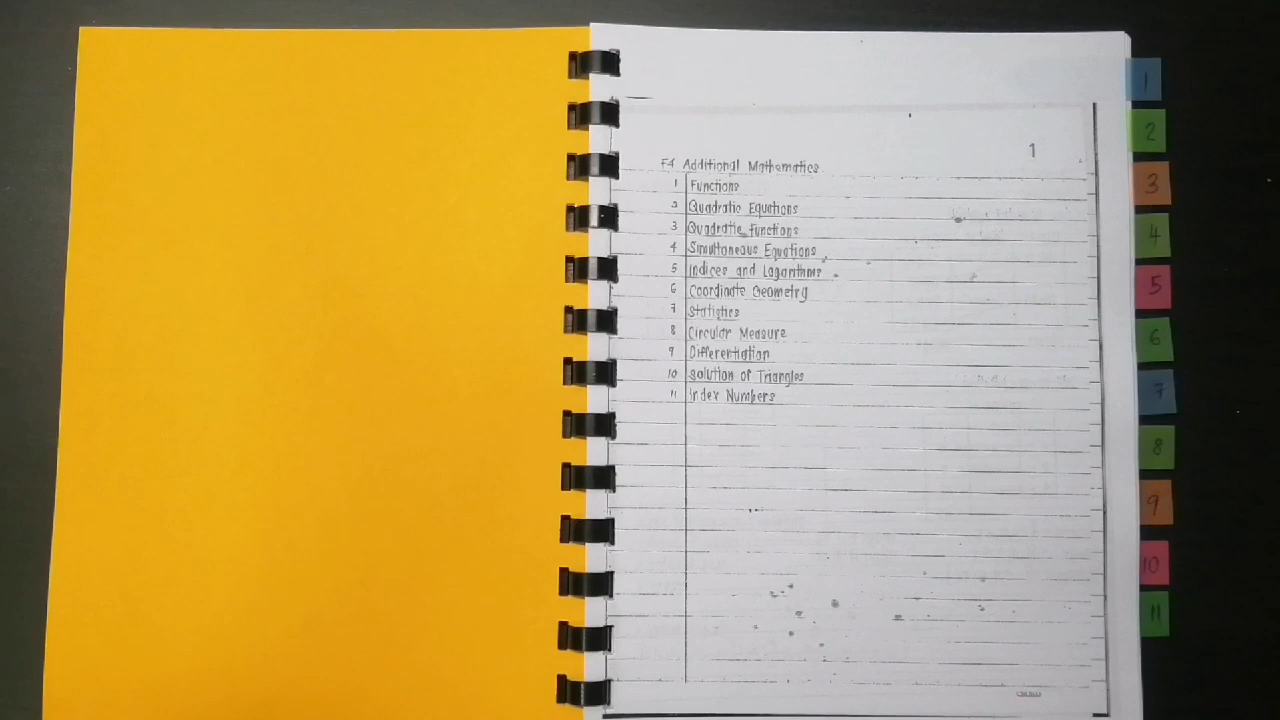 1
F4 Additional Mathematics
1 Functions
2 Quadratic Equations
3 Quadratic Functions
4 Simultaneous Equations
5 Indices and Logarithms
6 Coordinate Geometry
7 Statistics
8 Circular Measure
9 Differentiation
10 Solution of Triangles
11 Index Numbers
1
2
3
4
5
6
7
8
9
10
11